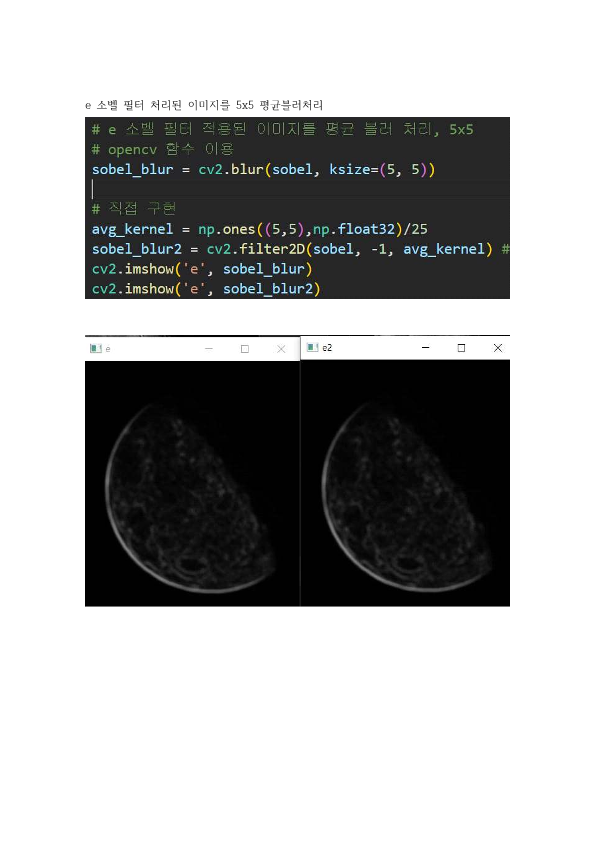 e 소벨 필터 처리된 이미지를 5x5 평균블러처리
# e 소벨 필터 적용된 이미지를 평균 블러 처리, 5x5
# opencv 함수 이용
sobel_blur = cv2.blur(sobel, ksize=(5, 5))
# 직접 구현
avg_kernel = np.ones((5,5),np.float32)/25
sobel_blur2 = cv2.filter2D(sobel, -1, avg_kernel) #
cv2.imshow('e', sobel_blur)
cv2.imshow('e', sobel_blur2)
e
e2